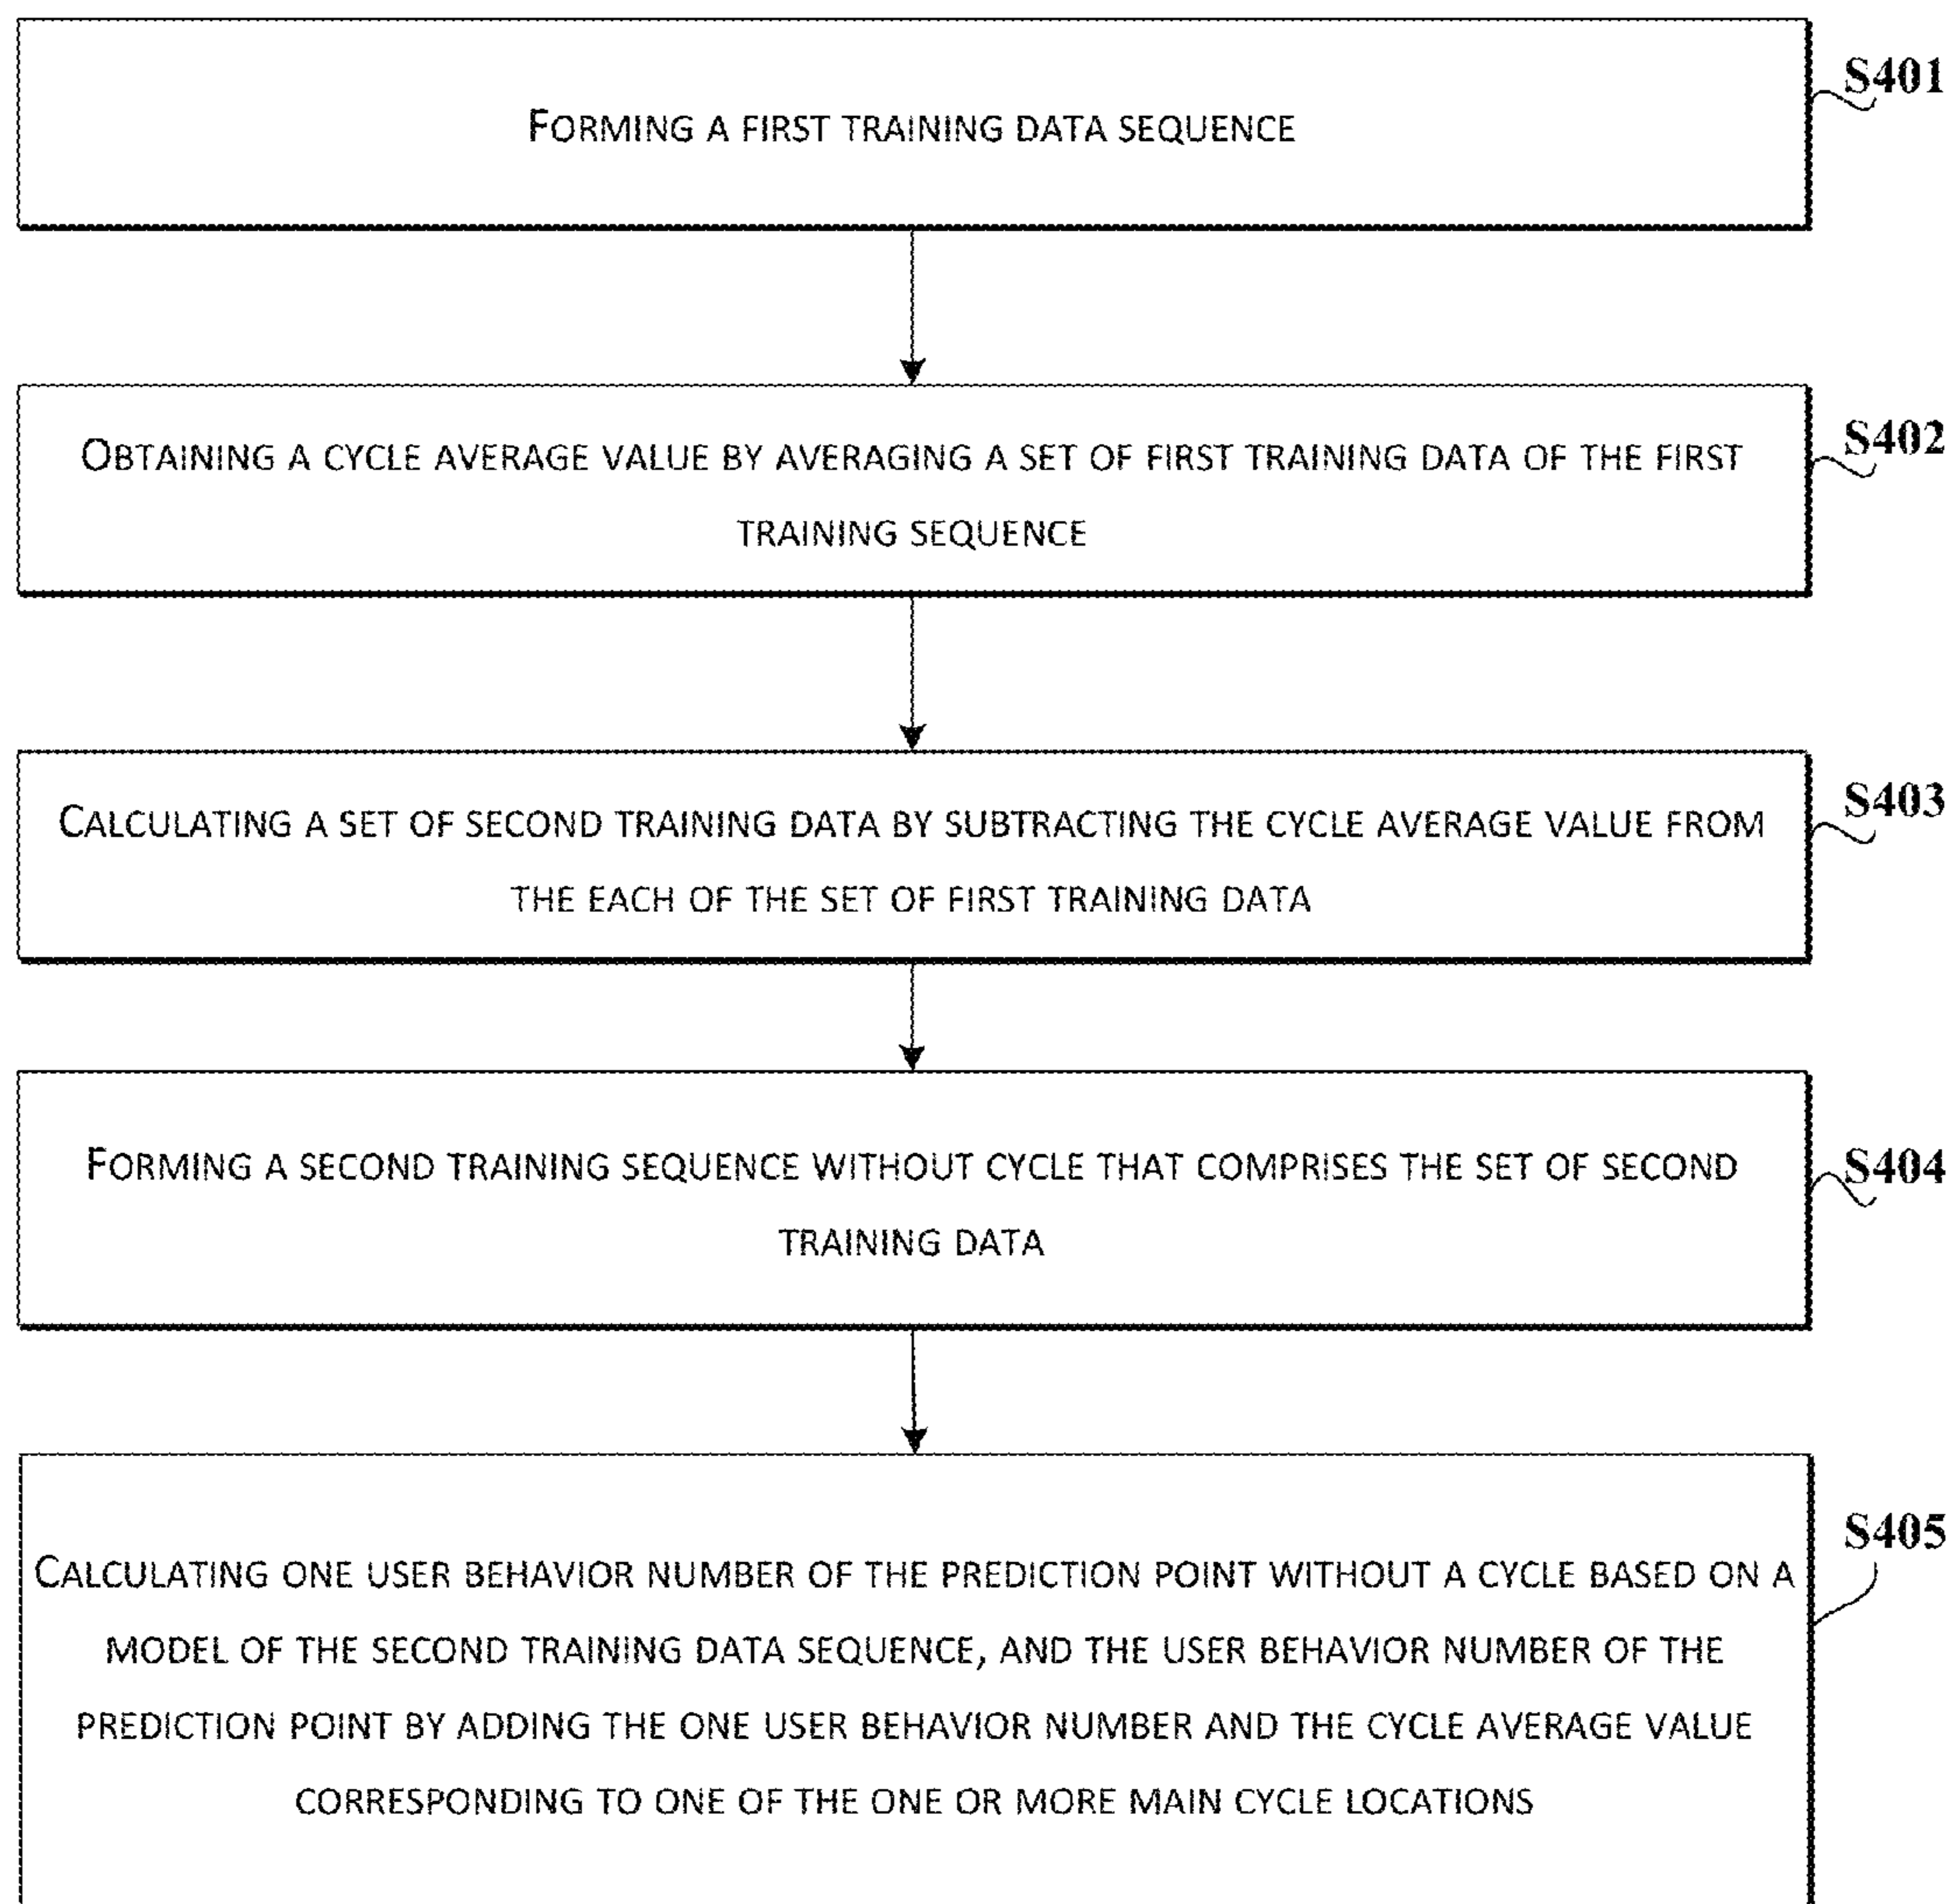 FORMING A FIRST TRAINING DATA SEQUENCE
S401
OBTAINING A CYCLE AVERAGE VALUE BY AVERAGING A SET OF FIRST TRAINING DATA OF THE FIRST
TRAINING SEQUENCE
S402
CALCULATING A SET OF SECOND TRAINING DATA BY SUBTRACTING THE CYCLE AVERAGE VALUE FROM
THE EACH OF THE SET OF FIRST TRAINING DATA
S403
FORMING A SECOND TRAINING SEQUENCE WITHOUT CYCLE THAT COMPRISES THE SET OF SECOND
TRAINING DATA
S404
CALCULATING ONE USER BEHAVIOR NUMBER OF THE PREDICTION POINT WITHOUT A CYCLE BASED ON A
MODEL OF THE SECOND TRAINING DATA SEQUENCE, AND THE USER BEHAVIOR NUMBER OF THE
PREDICTION POINT BY ADDING THE ONE USER BEHAVIOR NUMBER AND THE CYCLE AVERAGE VALUE
CORRESPONDING TO ONE OF THE ONE OR MORE MAIN CYCLE LOCATIONS
S405